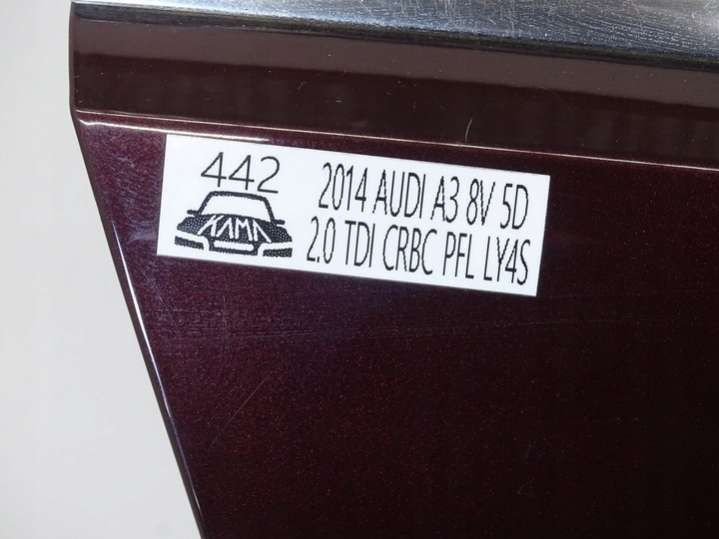 442
KAMA
2014 AUDI A3 8V 5D
2.0 TDI CRBC PFL LY4S